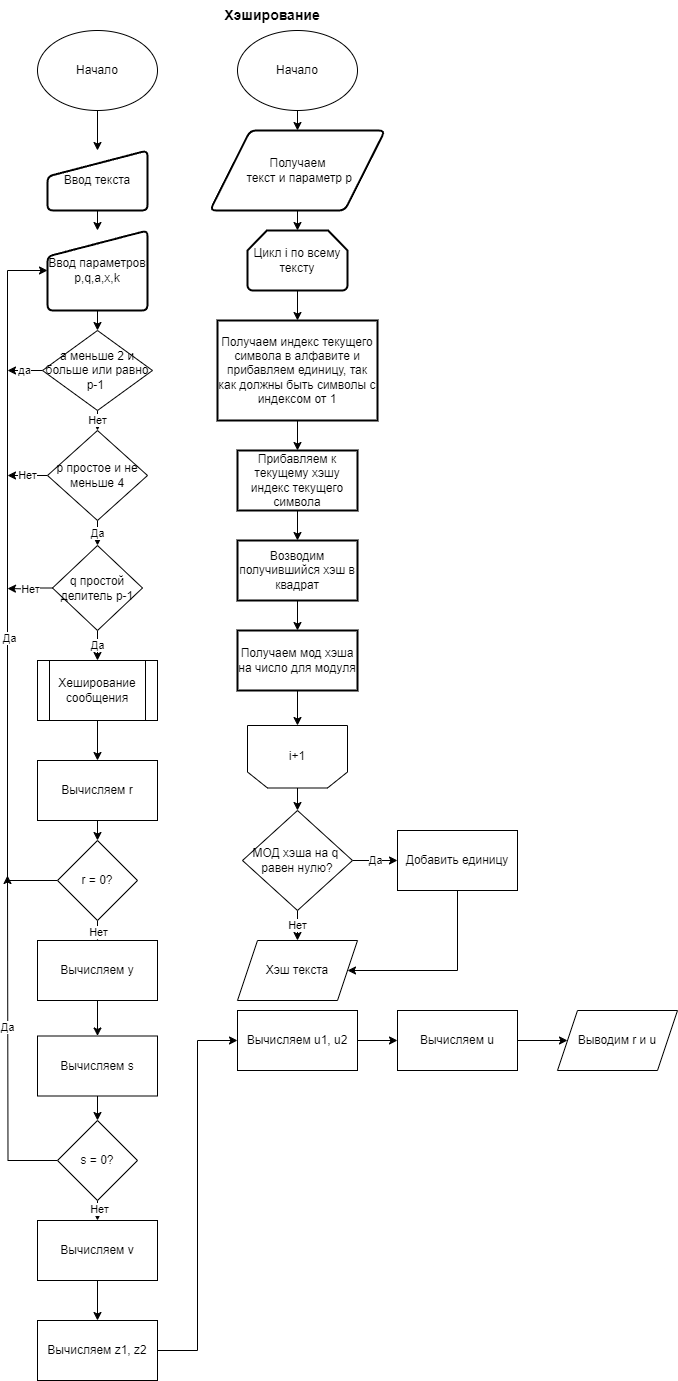 Хэширование
Начало
Ввод текста
Ввод параметров
p,q,a,x,k
а меньше 2 и
больше или равно
p-1
да
Нет
p простое и не
меньше 4
Нет
Да
q простой
делитель p-1
Нет
Да
Да
Хеширование
сообщения
Вычисляем r
r = 0?
Нет
Вычисляем y
Да
Вычисляем s
s = 0?
Нет
Вычисляем v
Вычисляем z1, z2
Начало
Получаем
текст и параметр p
Цикл i по всему
тексту
Получаем индекс текущего
символа в алфавите и
прибавляем единицу, так
как должны быть символы с
индексом от 1
Прибавляем к
текущему хэшу
индекс текущего
символа
Возводим
получившийся хэш в
квадрат
Получаем мод хэша
на число для модуля
i+1
МОД хэша на q
равен нулю?
Да
Добавить единицу
Нет
Хэш текста
Вычисляем u1, u2
Вычисляем u
Выводим r и u